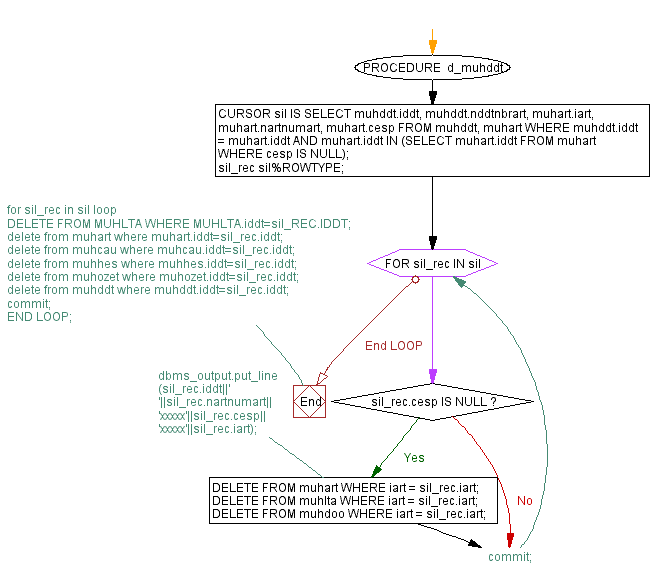 PROCEDURE d_muhddt
CURSOR sil IS SELECT muhddt.iddt, muhddt.nddtnbrart, muhart.iart,
muhart.nartnumart, muhart.cesp FROM muhddt, muhart WHERE muhddt.iddt
= muhart.iddt AND muhart.iddt IN (SELECT muhart.iddt FROM muhart
WHERE cesp IS NULL);
sil_rec sil%ROWTYPE;
for sil_rec in sil loop
DELETE FROM MUHLTA WHERE MUHLTA.iddt=sil_REC.IDDT;
delete from muhart where muhart.iddt=sil_rec.iddt;
delete from muhcau where muhcau.iddt=sil_rec.iddt;
delete from muhhes where muhhes.iddt=sil_rec.iddt;
delete from muhozet where muhozet.iddt=sil_rec.iddt;
delete from muhddt where muhddt.iddt=sil_rec.iddt;
commit;
END LOOP;
FOR sil_rec IN sil
End LOOP
dbms_output.put_line
(sil_rec.iddt||'
'||sil_rec.nartnumart||
'xxxxx'||sil_rec.cesp||
'xxxxx'||sil_rec.iart);
End
sil_rec.cesp IS NULL ?
Yes
No
DELETE FROM muhart WHERE iart = sil_rec.iart;
DELETE FROM muhlta WHERE iart = sil_rec.iart;
DELETE FROM muhdoo WHERE iart = sil_rec.iart;
commit;